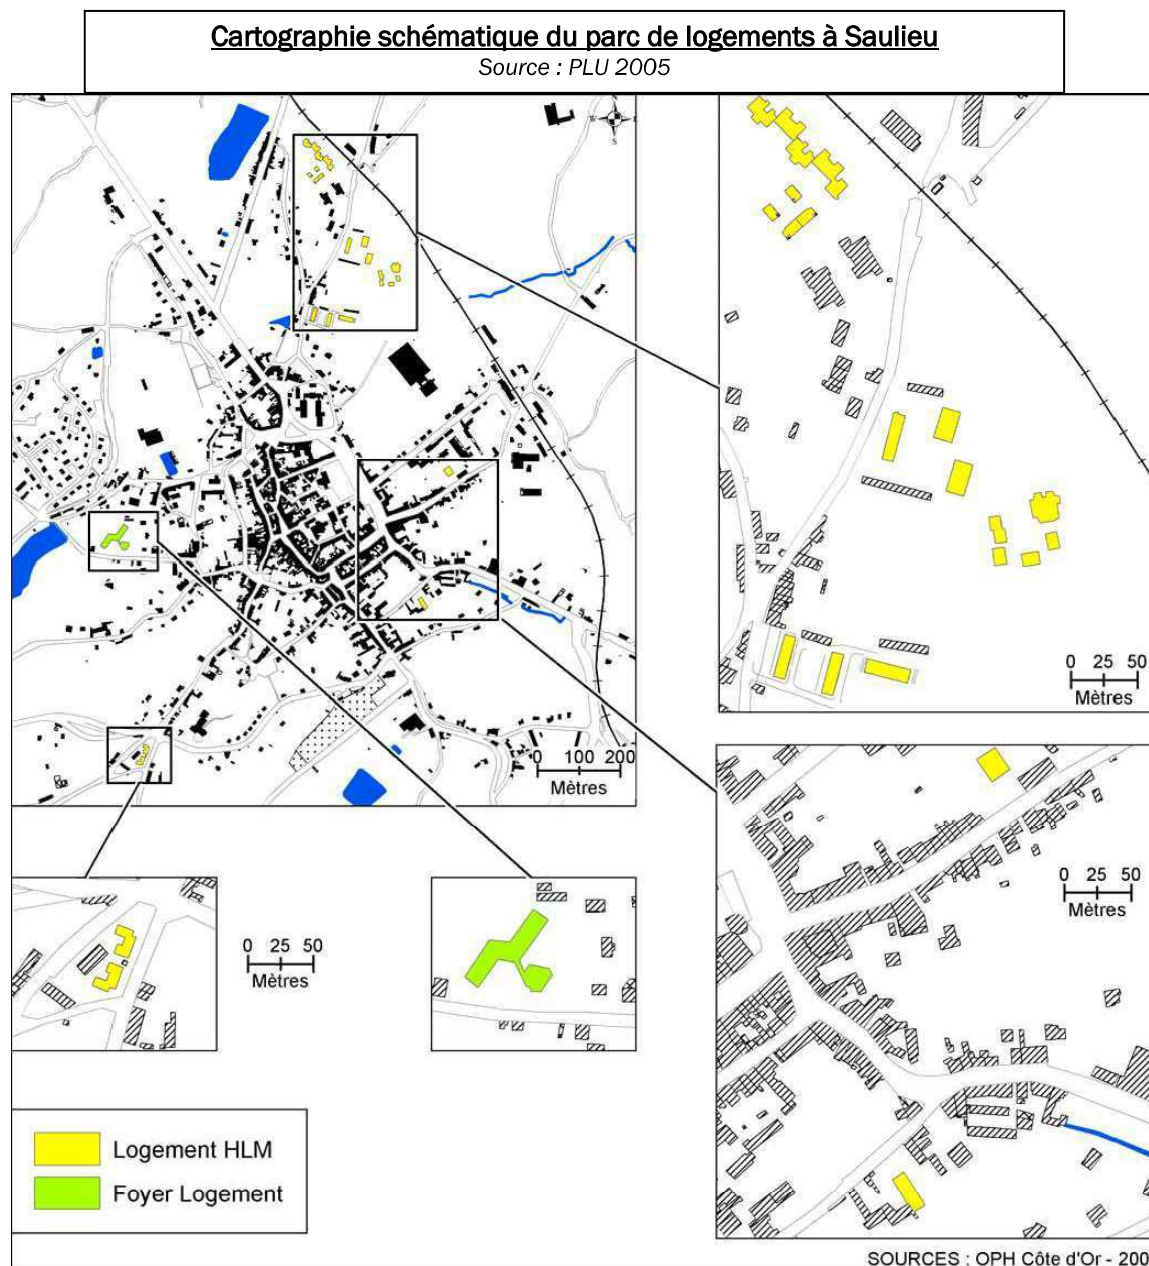 Cartographie schématique du parc de logements à Saulieu
Source : PLU 2005
N
W
S
0 100 200
Mètres
0 25 50
Mètres
0 25 50
Mètres
0 25 50
Mètres
Logement HLM
Foyer Logement
SOURCES : OPH Côte d'Or - 200